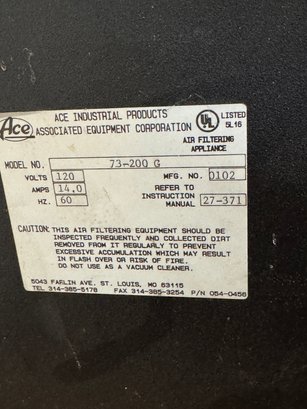 ACE INDUSTRIAL PRODUCTS
Ace ASSOCIATED EQUIPMENT CORPORATION
UL LISTED
5L16
AIR FILTERING
APPLIANCE
MODEL NO. 73-200 G
VOLTS 120 MFG. NO. 0102
AMPS 14.0 REFER TO
HZ. 60 INSTRUCTION
MANUAL 27-371
CAUTION: THIS AIR FILTERING EQUIPMENT SHOULD BE
INSPECTED FREQUENTLY AND COLLECTED DIRT
REMOVED FROM IT REGULARLY TO PREVENT
EXCESSIVE ACCUMULATION WHICH MAY RESULT
IN FLASH OVER OR RISK OF FIRE.
DO NOT USE AS A VACUUM CLEANER.
5043 FARLIN AVE. ST. LOUIS, MO 63115
TEL 314-385-5178 FAX 314-385-3254 P/N 054-0456